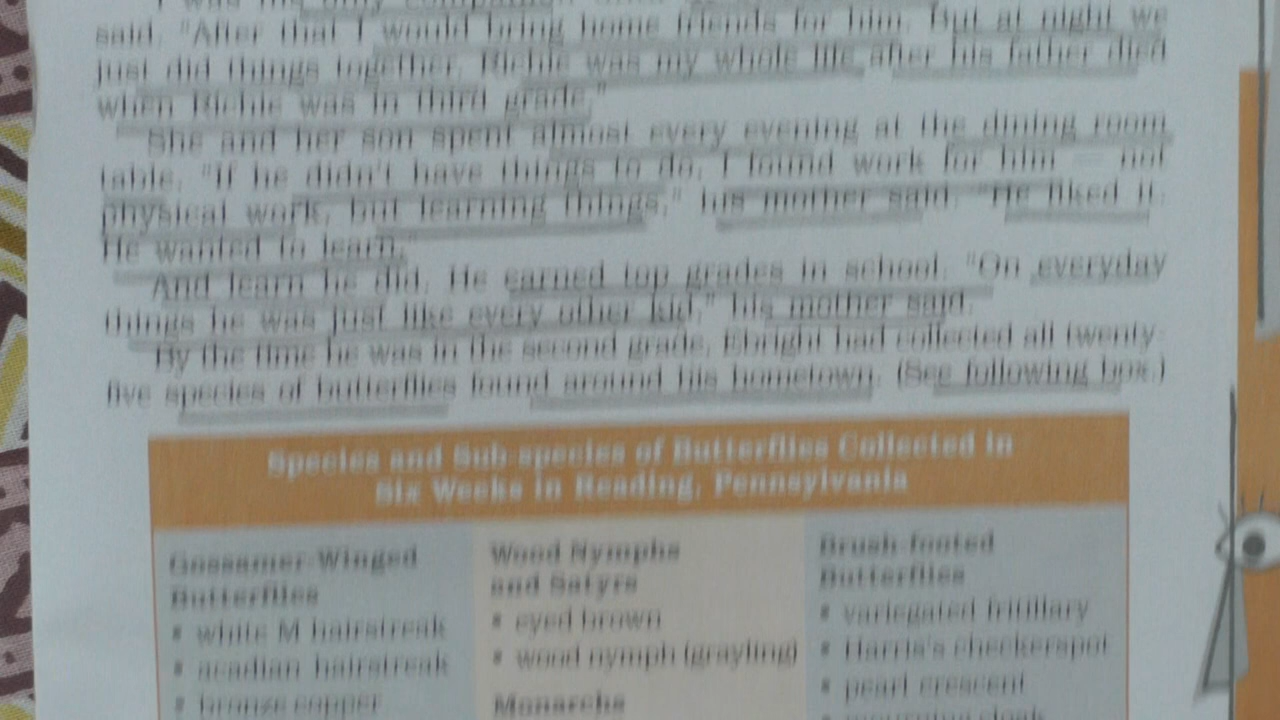 said. "After that I would bring home friends for him. But at night we
just did things together. Richie was my whole life after his father died
when Richie was in third grade."
She and her son spent almost every evening at the dining room
table. "If he didn't have things to do, I found work for him — not
physical work, but learning things," his mother said. "He liked it.
He wanted to learn."
And learn he did. He earned top grades in school. "On everyday
things he was just like every other kid," his mother said.
By the time he was in the second grade, Ebright had collected all twenty-
five species of butterflies found around his hometown. (See following box.)
Species and Sub-species of Butterflies Collected in
Six Weeks in Reading, Pennsylvania
Gossamer-Winged
Butterflies
• white M hairstreak
• acadian hairstreak
• bronze copper
Wood Nymphs
and Satyrs
• eyed brown
• wood nymph (grayling)
Monarchs
Brush-footed
Butterflies
• variegated fritillary
• Harris's checkerspot
• pearl crescent
• mourning cloak